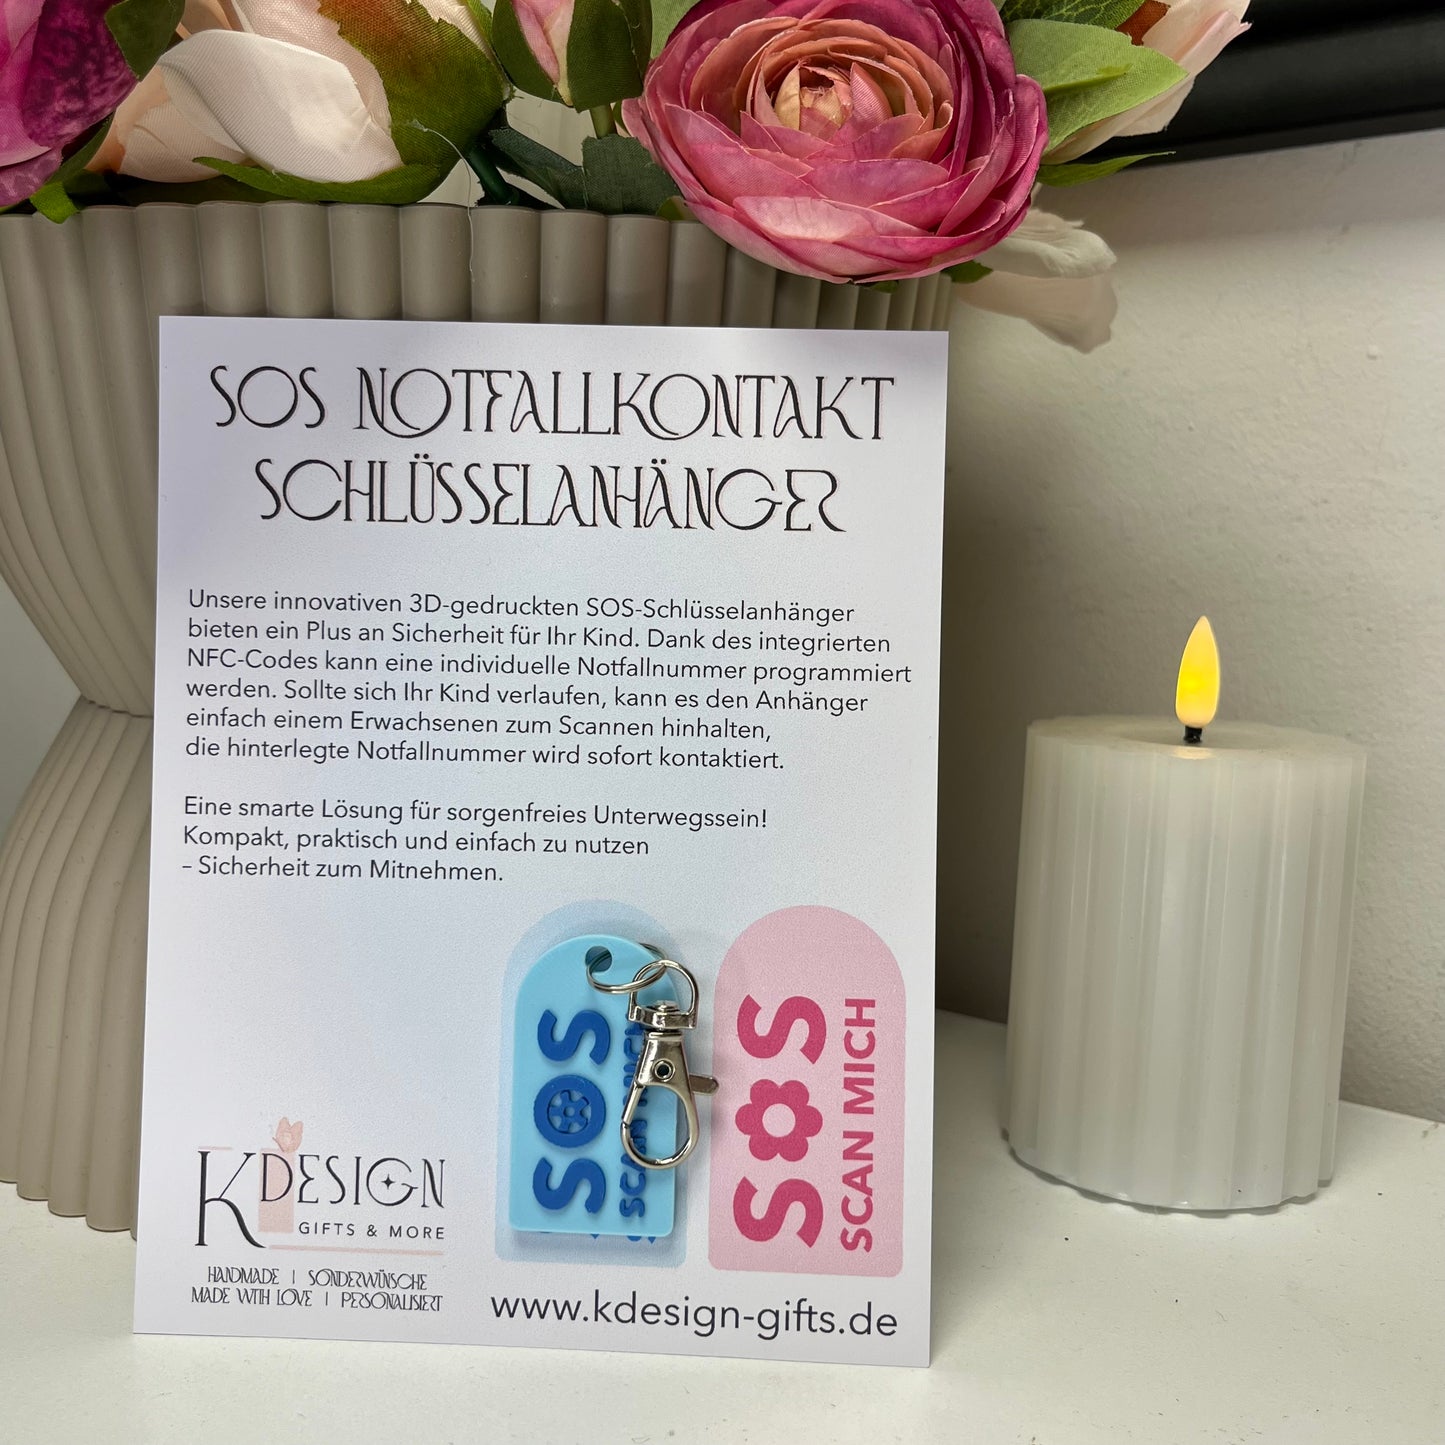 SOS NOTFALLKONTAKT
SCHLÜSSELANHÄNGER
Unsere innovativen 3D-gedruckten SOS-Schlüsselanhänger
bieten ein Plus an Sicherheit für Ihr Kind. Dank des integrierten
NFC-Codes kann eine individuelle Notfallnummer programmiert
werden. Sollte sich Ihr Kind verlaufen, kann es den Anhänger
einfach einem Erwachsenen zum Scannen hinhalten,
die hinterlegte Notfallnummer wird sofort kontaktiert.
Eine smarte Lösung für sorgenfreies Unterwegssein!
Kompakt, praktisch und einfach zu nutzen
– Sicherheit zum Mitnehmen.
SOS
SCAN
SOS
SCAN MICH
KDESIGN
GIFTS & MORE
HANDMADE | SONDERWÜNSCHE
MADE WITH LOVE | PERSONALISIERT
www.kdesign-gifts.de